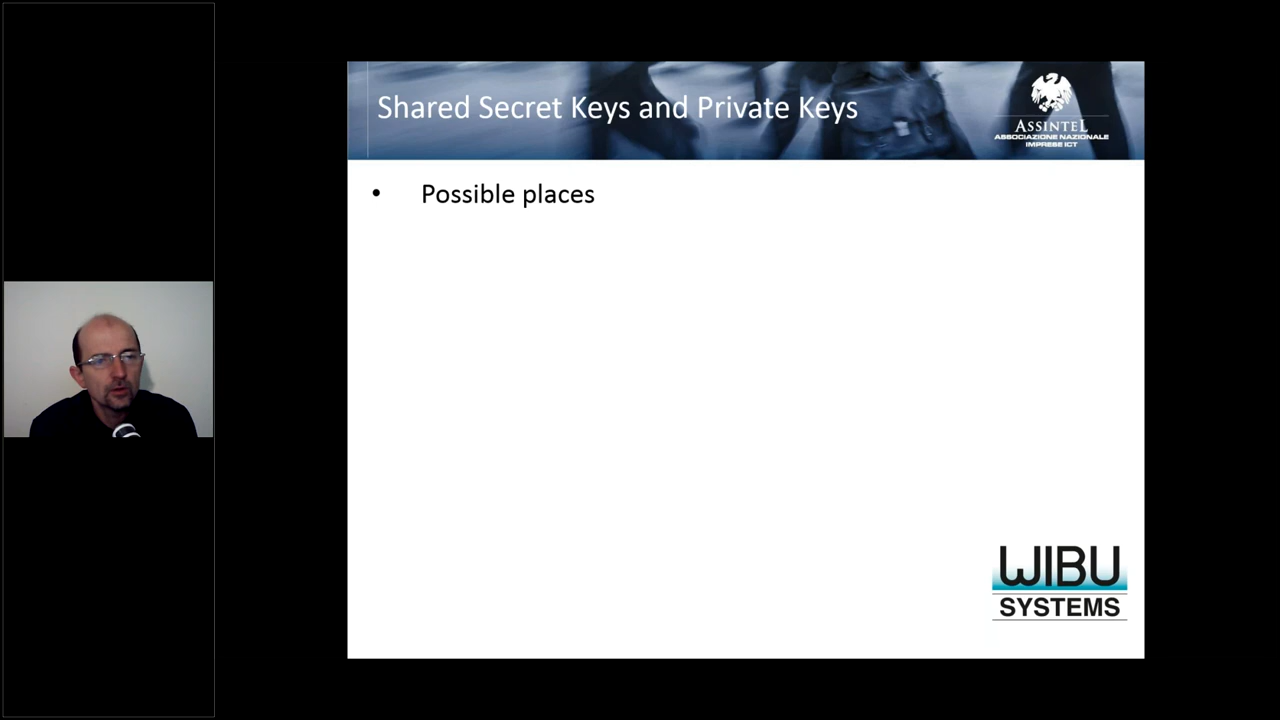 Shared Secret Keys and Private Keys
ASSINTEL
ASSOCIAZIONE NAZIONALE
IMPRESE ICT
• Possible places
WIBU
SYSTEMS